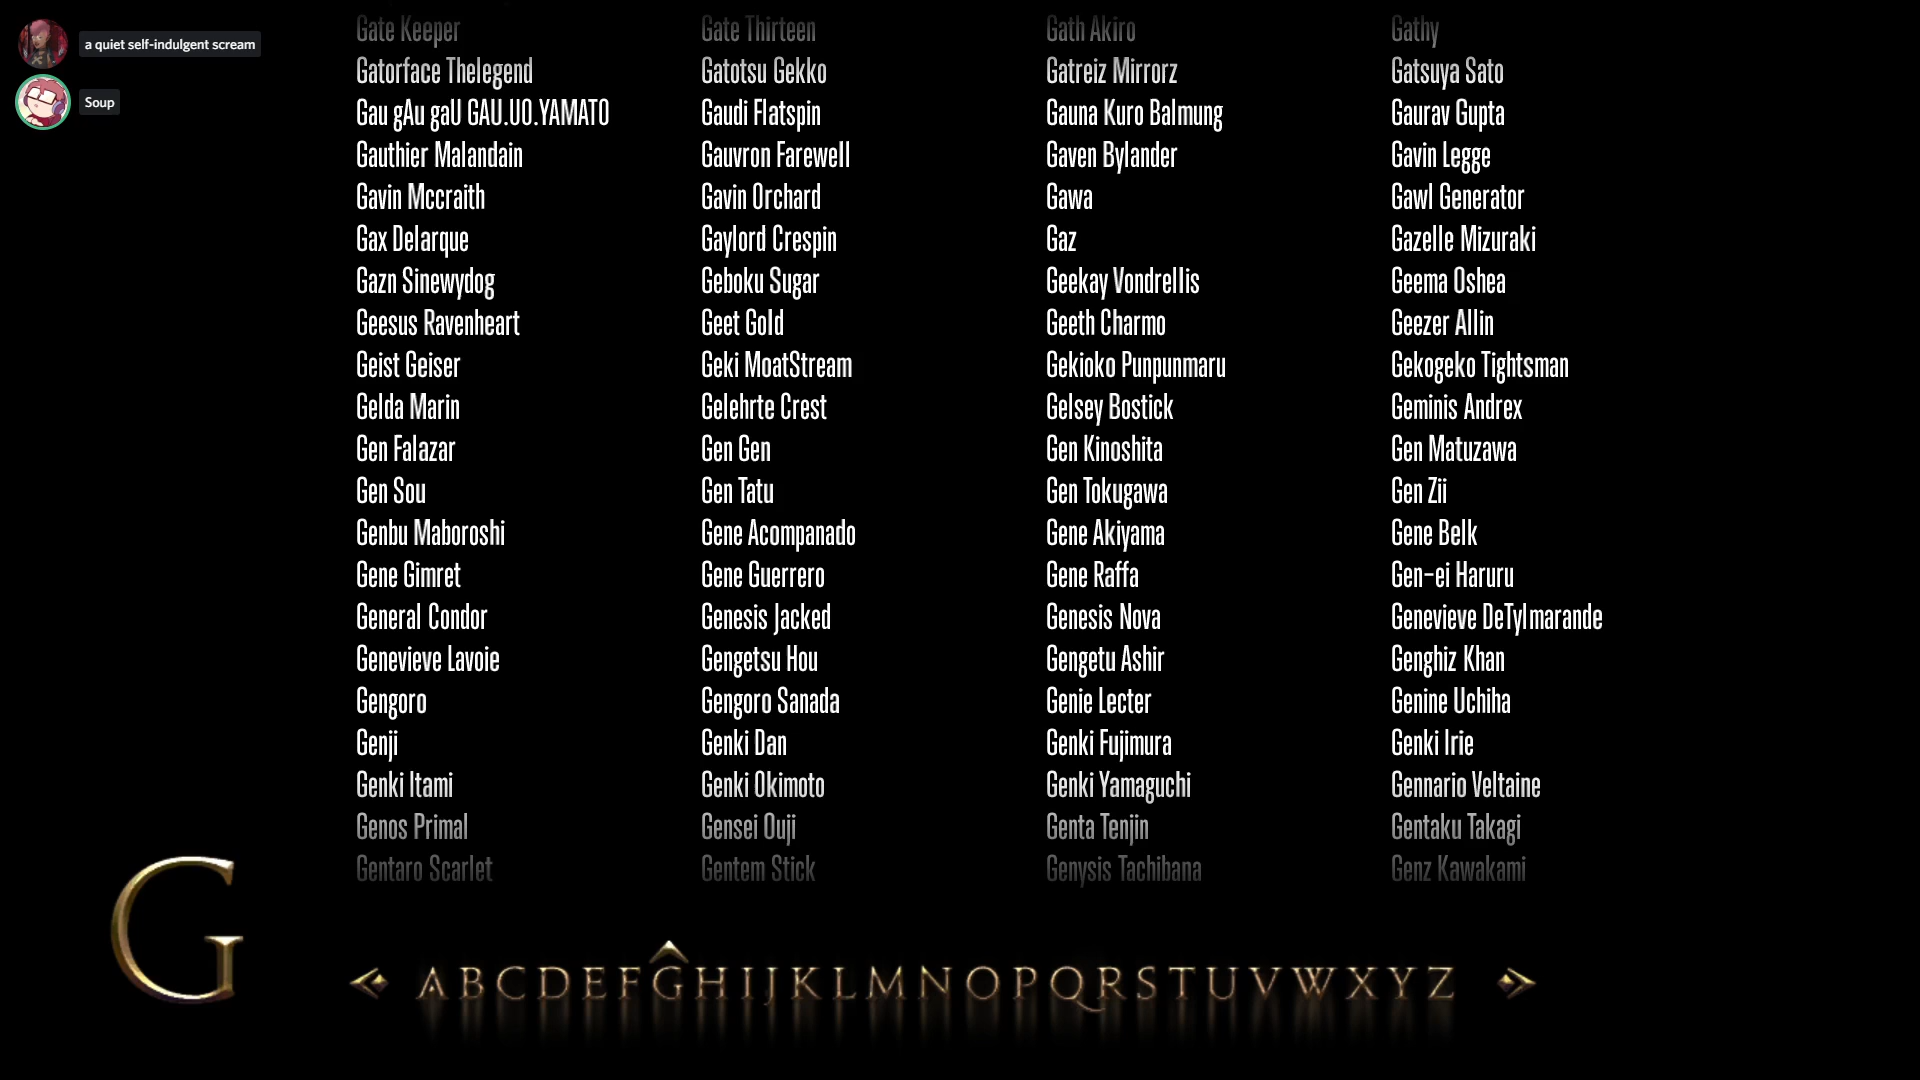 a quiet self-indulgent scream
Soup
Gate Keeper Gate Thirteen Gath Akiro Gathy
Gatorface Thelegend Gatotsu Gekko Gatreiz Mirrorz Gatsuya Sato
Gau gAu gaU GAU.UO.YAMATO Gaudi Flatspin Gauna Kuro Balmung Gaurav Gupta
Gauthier Malandain Gauvron Farewell Gaven Bylander Gavin Legge
Gavin Mccraith Gavin Orchard Gawa Gawl Generator
Gax Delarque Gaylord Crespin Gaz Gazelle Mizuraki
Gazn Sinewydog Geboku Sugar Geekay Vondrellis Geema Oshea
Geesus Ravenheart Geet Gold Geeth Charmo Geezer Allin
Geist Geiser Geki MoatStream Gekioko Punpunmaru Gekogeko Tightsman
Gelda Marin Gelehrte Crest Gelsey Bostick Geminis Andrex
Gen Falazar Gen Gen Gen Kinoshita Gen Matuzawa
Gen Sou Gen Tatu Gen Tokugawa Gen Zii
Genbu Maboroshi Gene Acompanado Gene Akiyama Gene Belk
Gene Gimret Gene Guerrero Gene Raffa Gen-ei Haruru
General Condor Genesis Jacked Genesis Nova Genevieve DeTylmarande
Genevieve Lavoie Gengetsu Hou Gengetu Ashir Genghiz Khan
Gengoro Gengoro Sanada Genie Lecter Genine Uchiha
Genji Genki Dan Genki Fujimura Genki Irie
Genki Itami Genki Okimoto Genki Yamaguchi Gennario Veltaine
Genos Primal Gensei Ouji Genta Tenjin Gentaku Takagi
Gentaro Scarlet Gentem Stick Genysis Tachibana Genz Kawakami
G
A B C D E F G H I J K L M N O P Q R S T U V W X Y Z